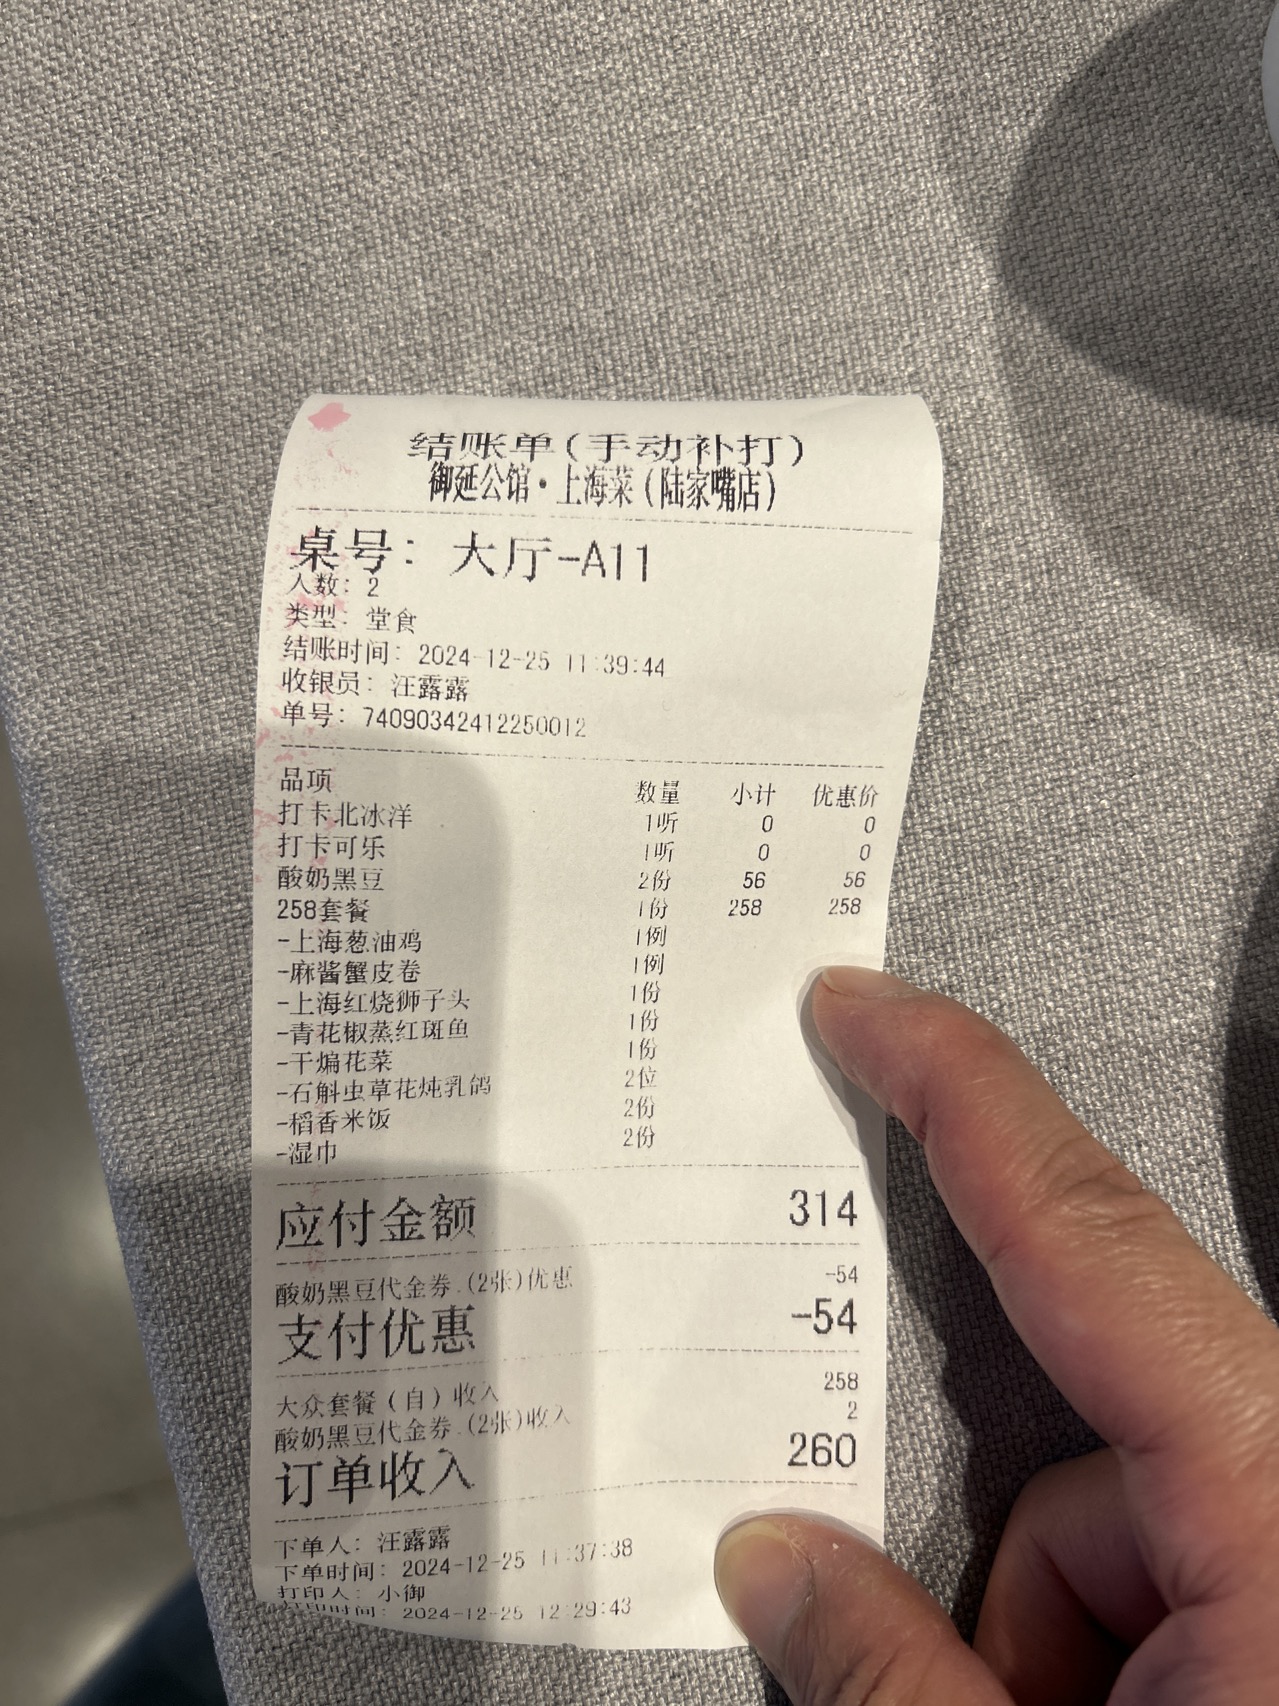 结账单(手动补打)
御延公馆·上海菜(陆家嘴店)
桌号: 大厅-A11
人数: 2
类型: 堂食
结账时间: 2024-12-25 11:39:44
收银员: 汪露露
单号: 74090342412250012
品项 数量 小计 优惠价
打卡北冰洋 1听 0 0
打卡可乐 1听 0 0
酸奶黑豆 2份 56 56
258套餐 1份 258 258
-上海葱油鸡 1例
-麻酱蟹皮卷 1例
-上海红烧狮子头 1份
-青花椒蒸红斑鱼 1份
-干煸花菜 1份
-石斛虫草花炖乳鸽 2位
-稻香米饭 2份
-湿巾 2份
应付金额 314
酸奶黑豆代金券.(2张)优惠 -54
支付优惠 -54
大众套餐(自)收入 258
酸奶黑豆代金券.(2张)收入 2
订单收入 260
下单人: 汪露露
下单时间: 2024-12-25 11:37:38
打印人: 小御
打印时间: 2024-12-25 12:29:43